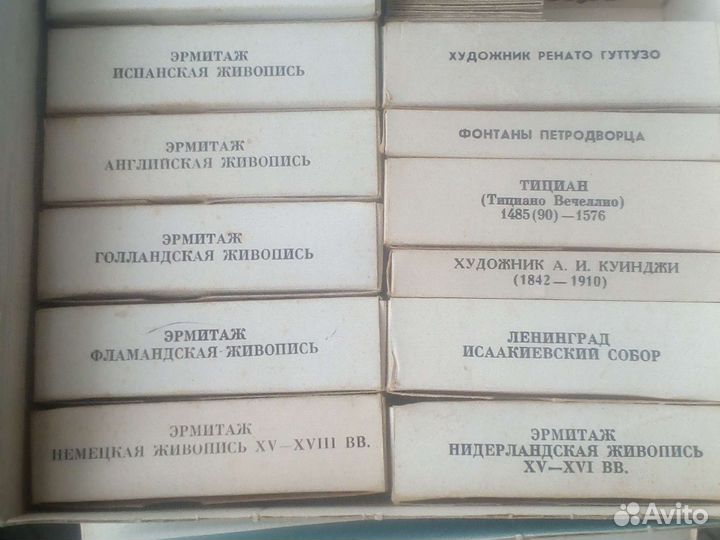 ЭРМИТАЖ
ИСПАНСКАЯ ЖИВОПИСЬ
ЭРМИТАЖ
АНГЛИЙСКАЯ ЖИВОПИСЬ
ЭРМИТАЖ
ГОЛЛАНДСКАЯ ЖИВОПИСЬ
ЭРМИТАЖ
ФЛАМАНДСКАЯ ЖИВОПИСЬ
ЭРМИТАЖ
НЕМЕЦКАЯ ЖИВОПИСЬ XV—XVIII ВВ.
ХУДОЖНИК РЕНАТО ГУТТУЗО
ФОНТАНЫ ПЕТРОДВОРЦА
ТИЦИАН
(Тициано Вечеллио)
1485(90)—1576
ХУДОЖНИК А. И. КУИНДЖИ
(1842—1910)
ЛЕНИНГРАД
ИСААКИЕВСКИЙ СОБОР
ЭРМИТАЖ
НИДЕРЛАНДСКАЯ ЖИВОПИСЬ
XV—XVI ВВ.
Avito